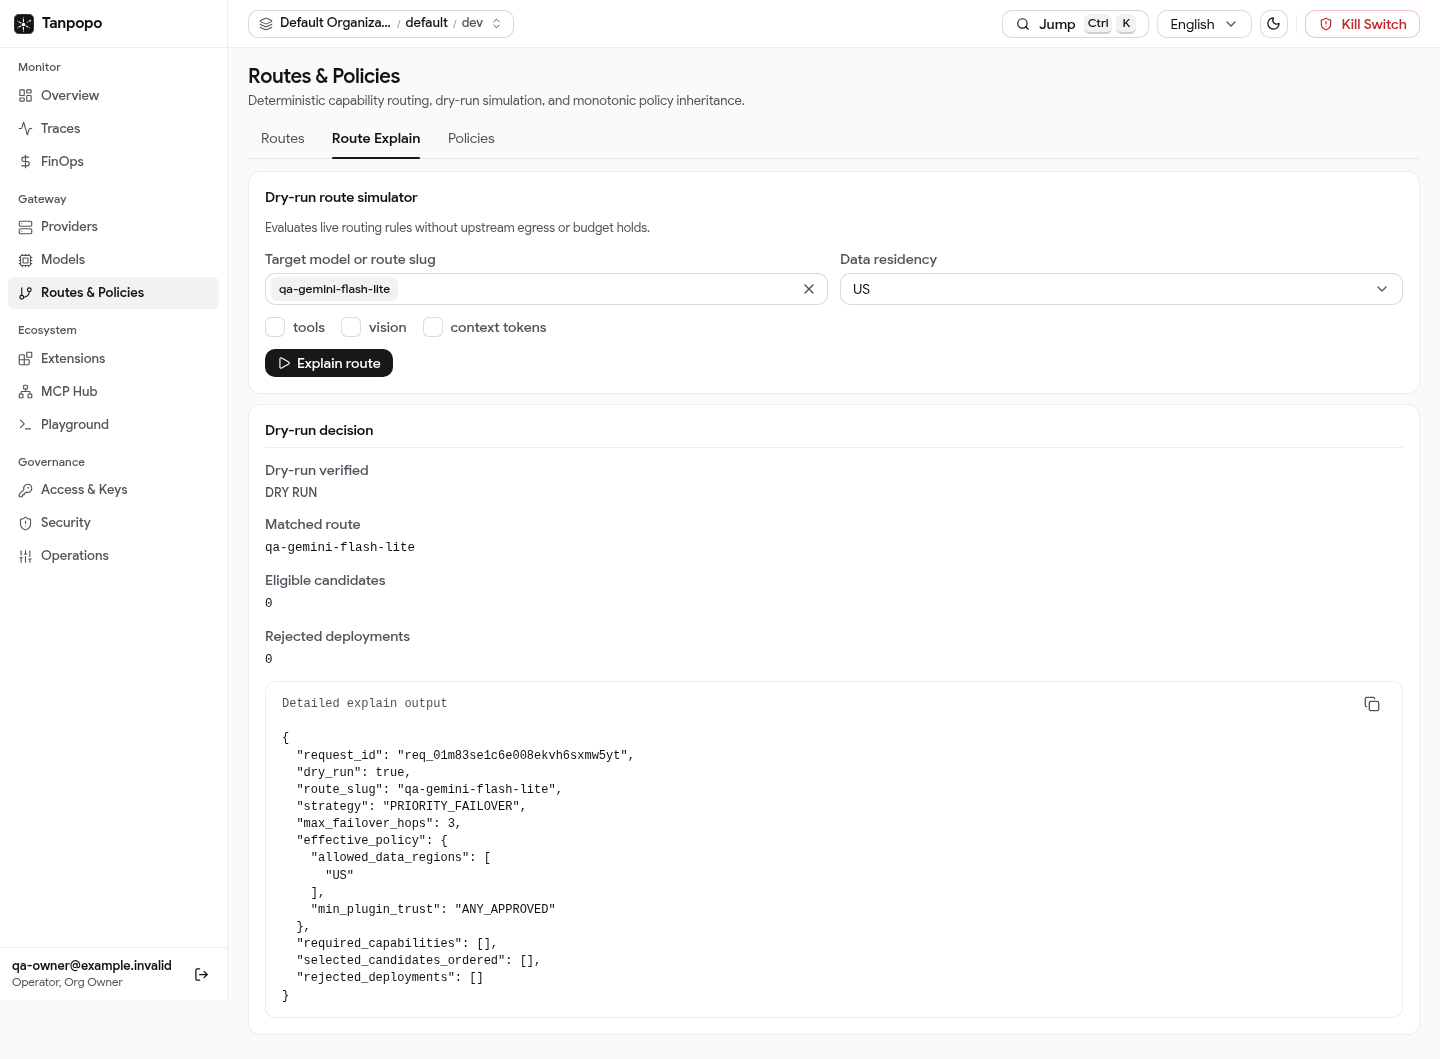 Tanpopo
Default Organiza... / default / dev
Jump Ctrl K
English
Kill Switch
Monitor
Overview
Traces
FinOps
Gateway
Providers
Models
Routes & Policies
Ecosystem
Extensions
MCP Hub
Playground
Governance
Access & Keys
Security
Operations
qa-owner@example.invalid
Operator, Org Owner
Routes & Policies
Deterministic capability routing, dry-run simulation, and monotonic policy inheritance.
Routes Route Explain Policies
Dry-run route simulator
Evaluates live routing rules without upstream egress or budget holds.
Target model or route slug
qa-gemini-flash-lite
Data residency
US
tools vision context tokens
Explain route
Dry-run decision
Dry-run verified
DRY RUN
Matched route
qa-gemini-flash-lite
Eligible candidates
0
Rejected deployments
0
Detailed explain output
{
  "request_id": "req_01m83se1c6e008ekvh6sxmw5yt",
  "dry_run": true,
  "route_slug": "qa-gemini-flash-lite",
  "strategy": "PRIORITY_FAILOVER",
  "max_failover_hops": 3,
  "effective_policy": {
    "allowed_data_regions": [
      "US"
    ],
    "min_plugin_trust": "ANY_APPROVED"
  },
  "required_capabilities": [],
  "selected_candidates_ordered": [],
  "rejected_deployments": []
}